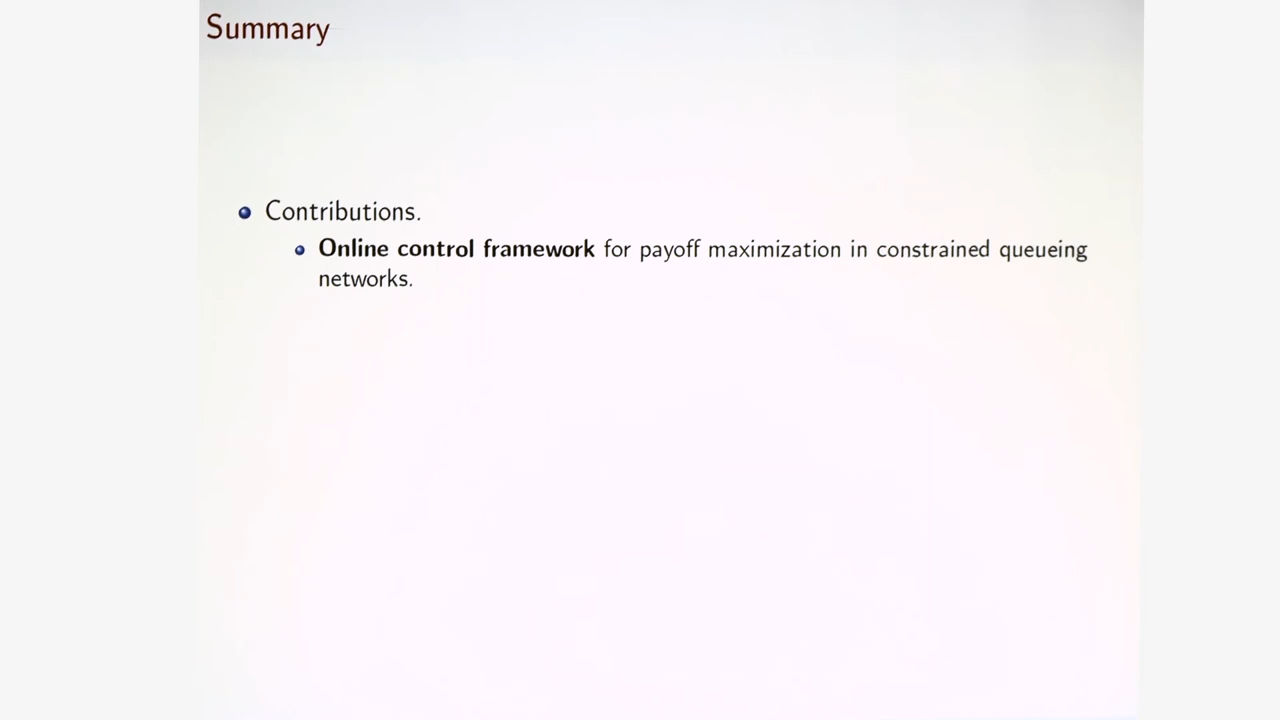 Summary
Contributions.
Online control framework for payoff maximization in constrained queueing
networks.